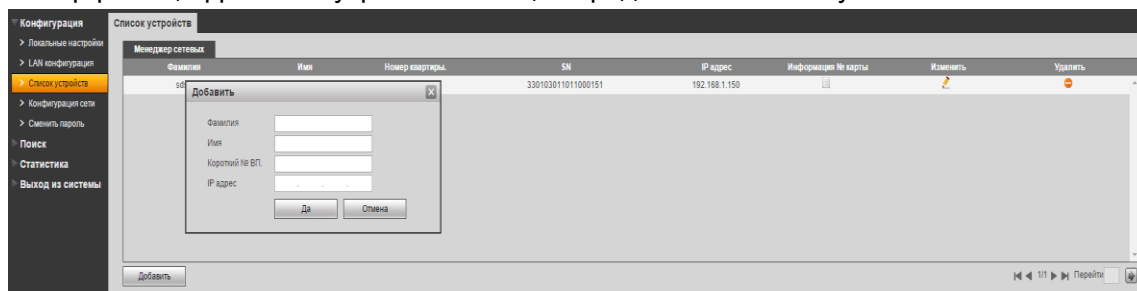 Конфигурация
Список устройств
> Локальные настройки
> LAN конфигурация
> Список устройств
> Конфигурация сети
> Сменить пароль
Поиск
Статистика
Выход из системы
Менеджер сетевых
Фамилия Имя Номер квартиры. SN IP адрес Информация № карты Изменить Удалить
330103011011000151 192.168.1.150
Добавить
Фамилия
Имя
Короткий № ВП.
IP адрес
Да Отмена
Добавить
1/1 Перейти